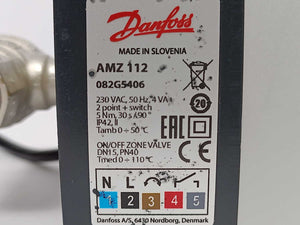 Danfoss
MADE IN SLOVENIA
AMZ 112
082G5406
230 VAC, 50 Hz, 4 VA
2 point + switch
5 Nm, 30 s/90°
IP42, II
Tamb 0 ÷ 50 °C
20
EAC
ON/OFF ZONE VALVE
DN15, PN40
Tmed 0 ÷ 110 °C
N L
1 2 3 4 5
Danfoss A/S, 6430 Nordborg, Denmark